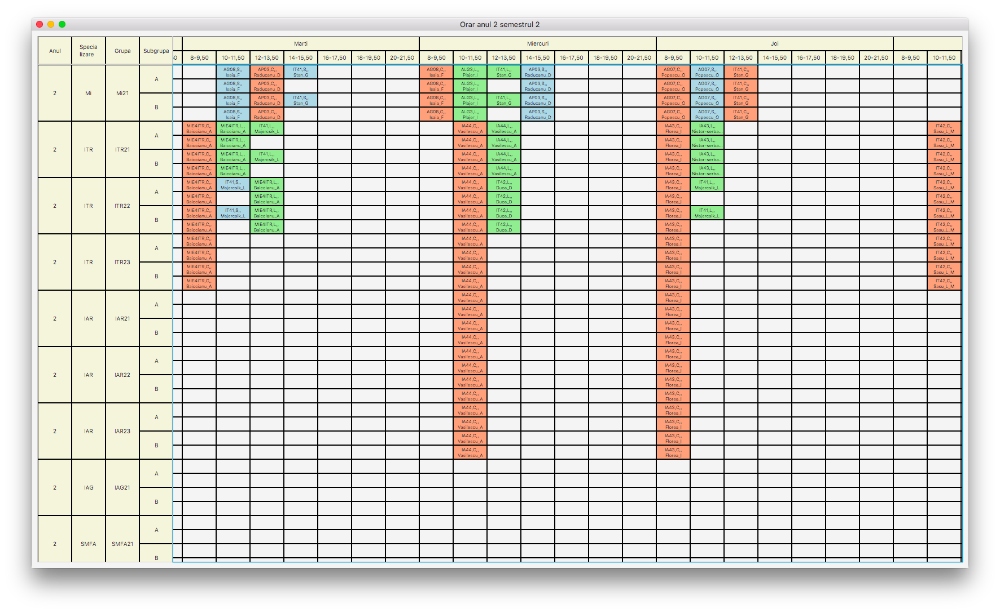 Orar anul 2 semestrul 2
Anul Specia lizare Grupa Subgrupa Marti Miercuri Joi
8-9,50 10-11,50 12-13,50 14-15,50 16-17,50 18-19,50 20-21,50 8-9,50 10-11,50 12-13,50 14-15,50 16-17,50 18-19,50 20-21,50 8-9,50 10-11,50 12-13,50 14-15,50 16-17,50 18-19,50 20-21,50 8-9,50 10-11,50
2 Mi Mi21 A B
AG08,S,, AP03,C,, IT41,S,, AG08,C,, ALG3,L,, IT41,L,, AP03,S,, AG07,C,, AG07,S,, IT41,C,,
Isaia_F Raducanu_D Stan_G Isaia_F Plajer_I Stan_G Raducanu_D Popescu_O Popescu_O Stan_G
AG08,S,, AP03,C,, AG08,C,, ALG3,L,, AP03,S,, AG07,C,, AG07,S,, IT41,C,,
Isaia_F Raducanu_D Isaia_F Plajer_I Raducanu_D Popescu_O Popescu_O Stan_G
AG08,S,, AP03,C,, IT41,S,, AG08,C,, ALG3,L,, IT41,L,, AP03,S,, AG07,C,, AG07,S,, IT41,C,,
Isaia_F Raducanu_D Stan_G Isaia_F Plajer_I Stan_G Raducanu_D Popescu_O Popescu_O Stan_G
AG08,S,, AP03,C,, AG08,C,, ALG3,L,, AP03,S,, AG07,C,, AG07,S,, IT41,C,,
Isaia_F Raducanu_D Isaia_F Plajer_I Raducanu_D Popescu_O Popescu_O Stan_G
2 ITR ITR21 A B
MIE4ITR,C,, MIE4ITR,L,, IT41,L,, IA44,C,, IA44,L,, IA43,C,, IA43,L,, IT42,C,,
Baicoianu_A Baicoianu_A Majercsik_L Vasilescu_A Vasilescu_A Florea_I Nistor-serba... Sasu_L_M
MIE4ITR,C,, MIE4ITR,L,, IA44,C,, IA44,L,, IA43,C,, IA43,L,, IT42,C,,
Baicoianu_A Baicoianu_A Vasilescu_A Vasilescu_A Florea_I Nistor-serba... Sasu_L_M
MIE4ITR,C,, MIE4ITR,L,, IT41,L,, IA44,C,, IA44,L,, IA43,C,, IA43,L,, IT42,C,,
Baicoianu_A Baicoianu_A Majercsik_L Vasilescu_A Vasilescu_A Florea_I Nistor-serba... Sasu_L_M
MIE4ITR,C,, MIE4ITR,L,, IA44,C,, IA44,L,, IA43,C,, IA43,L,, IT42,C,,
Baicoianu_A Baicoianu_A Vasilescu_A Vasilescu_A Florea_I Nistor-serba... Sasu_L_M
2 ITR ITR22 A B
MIE4ITR,C,, IT41,S,, MIE4ITR,L,, IA44,C,, IT42,L,, IA43,C,, IT41,L,, IT42,C,,
Baicoianu_A Majercsik_L Baicoianu_A Vasilescu_A Duca_D Florea_I Majercsik_L Sasu_L_M
MIE4ITR,C,, MIE4ITR,L,, IA44,C,, IT42,L,, IA43,C,, IT42,C,,
Baicoianu_A Baicoianu_A Vasilescu_A Duca_D Florea_I Sasu_L_M
MIE4ITR,C,, IT41,S,, MIE4ITR,L,, IA44,C,, IT42,L,, IA43,C,, IT41,L,, IT42,C,,
Baicoianu_A Majercsik_L Baicoianu_A Vasilescu_A Duca_D Florea_I Majercsik_L Sasu_L_M
MIE4ITR,C,, MIE4ITR,L,, IA44,C,, IT42,L,, IA43,C,, IT42,C,,
Baicoianu_A Baicoianu_A Vasilescu_A Duca_D Florea_I Sasu_L_M
2 ITR ITR23 A B
MIE4ITR,C,, IA44,C,, IA43,C,, IT42,C,,
Baicoianu_A Vasilescu_A Florea_I Sasu_L_M
MIE4ITR,C,, IA44,C,, IA43,C,, IT42,C,,
Baicoianu_A Vasilescu_A Florea_I Sasu_L_M
MIE4ITR,C,, IA44,C,, IA43,C,, IT42,C,,
Baicoianu_A Vasilescu_A Florea_I Sasu_L_M
MIE4ITR,C,, IA44,C,, IA43,C,, IT42,C,,
Baicoianu_A Vasilescu_A Florea_I Sasu_L_M
2 IAR IAR21 A B
IA44,C,, IA43,C,,
Vasilescu_A Florea_I
IA44,C,, IA43,C,,
Vasilescu_A Florea_I
IA44,C,, IA43,C,,
Vasilescu_A Florea_I
IA44,C,, IA43,C,,
Vasilescu_A Florea_I
2 IAR IAR22 A B
IA44,C,, IA43,C,,
Vasilescu_A Florea_I
IA44,C,, IA43,C,,
Vasilescu_A Florea_I
IA44,C,, IA43,C,,
Vasilescu_A Florea_I
IA44,C,, IA43,C,,
Vasilescu_A Florea_I
2 IAR IAR23 A B
IA44,C,, IA43,C,,
Vasilescu_A Florea_I
IA44,C,, IA43,C,,
Vasilescu_A Florea_I
IA44,C,, IA43,C,,
Vasilescu_A Florea_I
IA44,C,, IA43,C,,
Vasilescu_A Florea_I
2 IAG IAG21 A B
2 SMFA SMFA21 A B